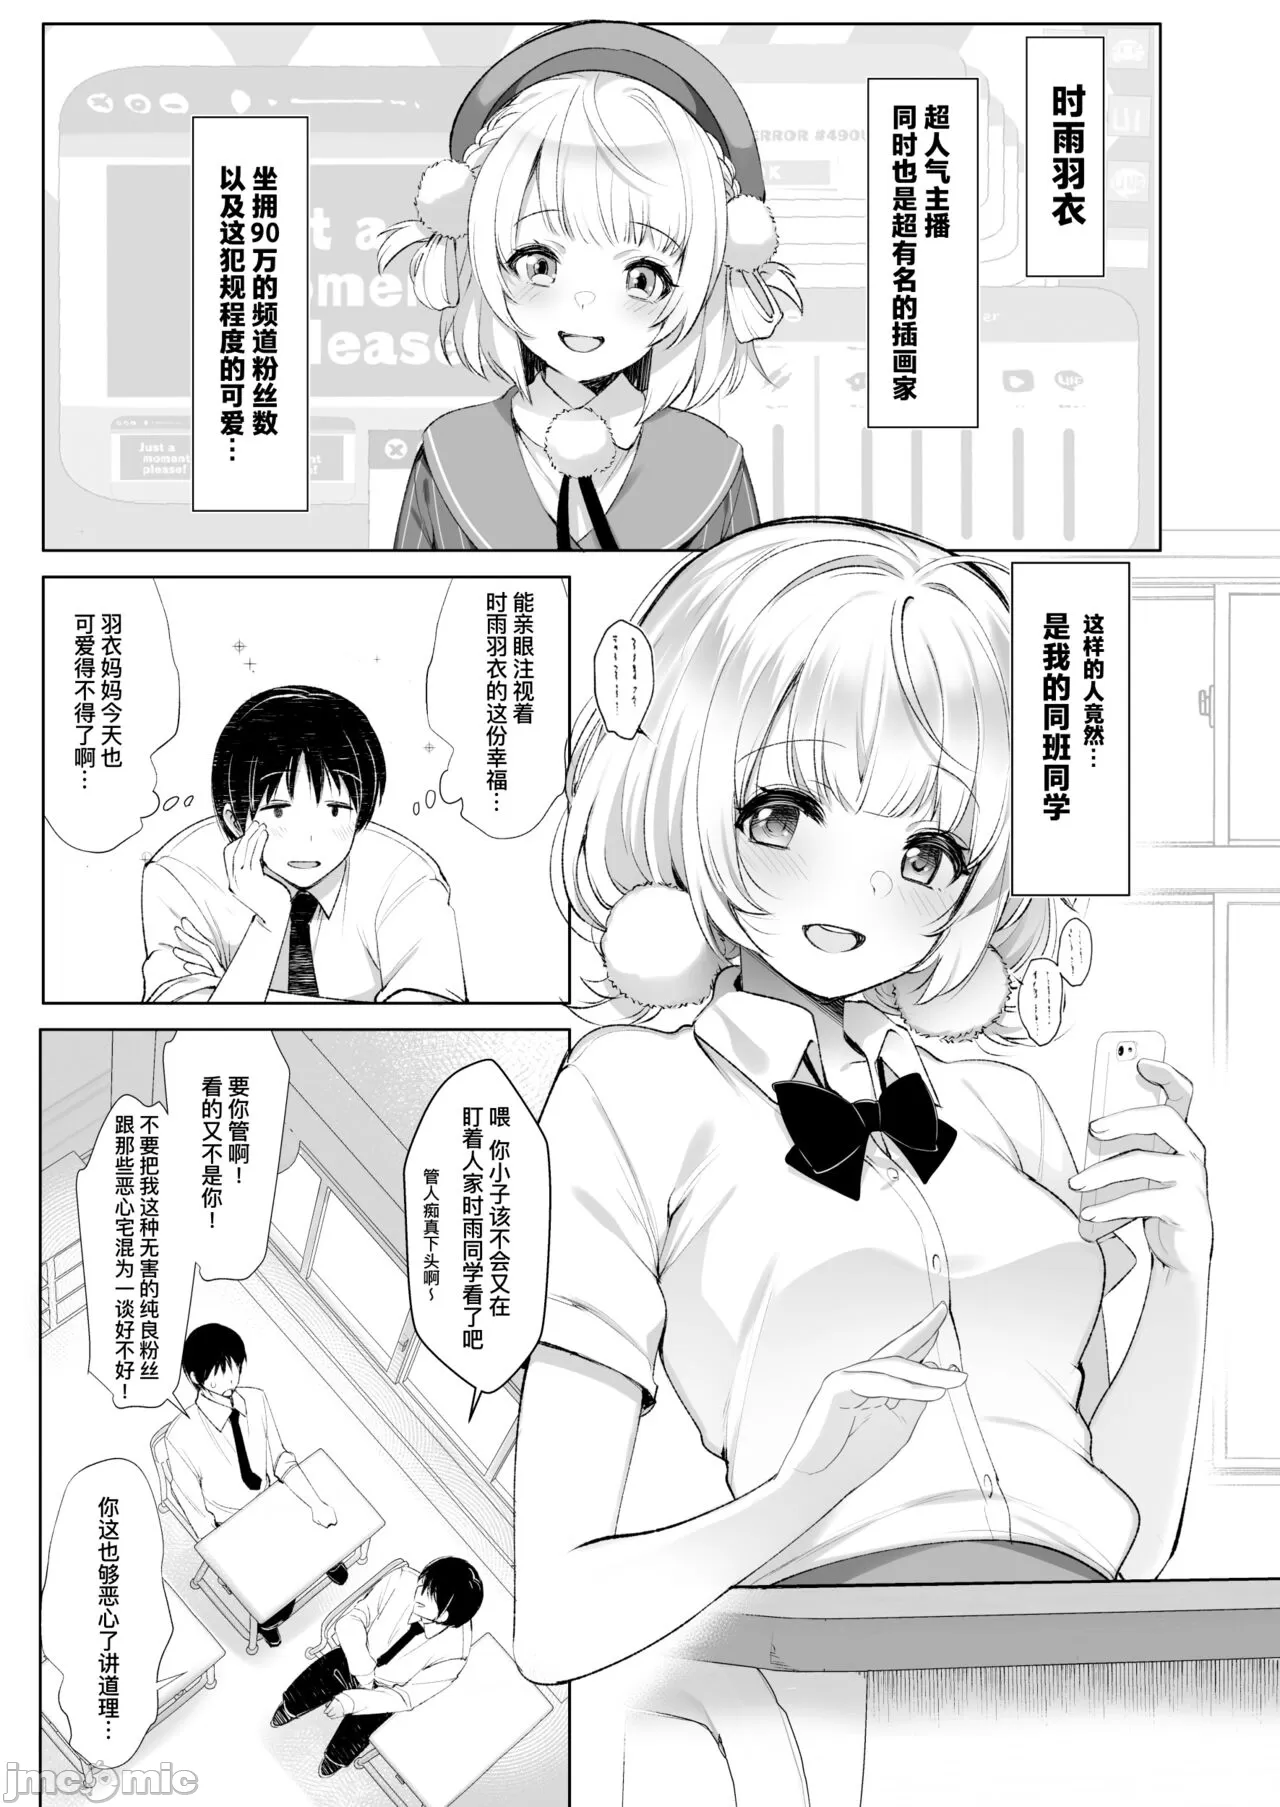 时雨羽衣
超人气主播
同时也是超有名的插画家
坐拥90万的频道粉丝数
以及这犯规程度的可爱…
ERROR #490
Just a
moment
please!
这样的人竟然…
是我的同班同学
能亲眼注视着
时雨羽衣的这份幸福…
羽衣妈妈今天也
可爱得不得了啊…
喂 你小子该不会又在
盯着人家时雨同学看了吧
管人痴真下头啊~
要你管啊！
看的又不是你！
不要把我这种无害的纯良粉丝
跟那些恶心宅混为一谈好不好！
你这也够恶心了讲道理…
jmcomic